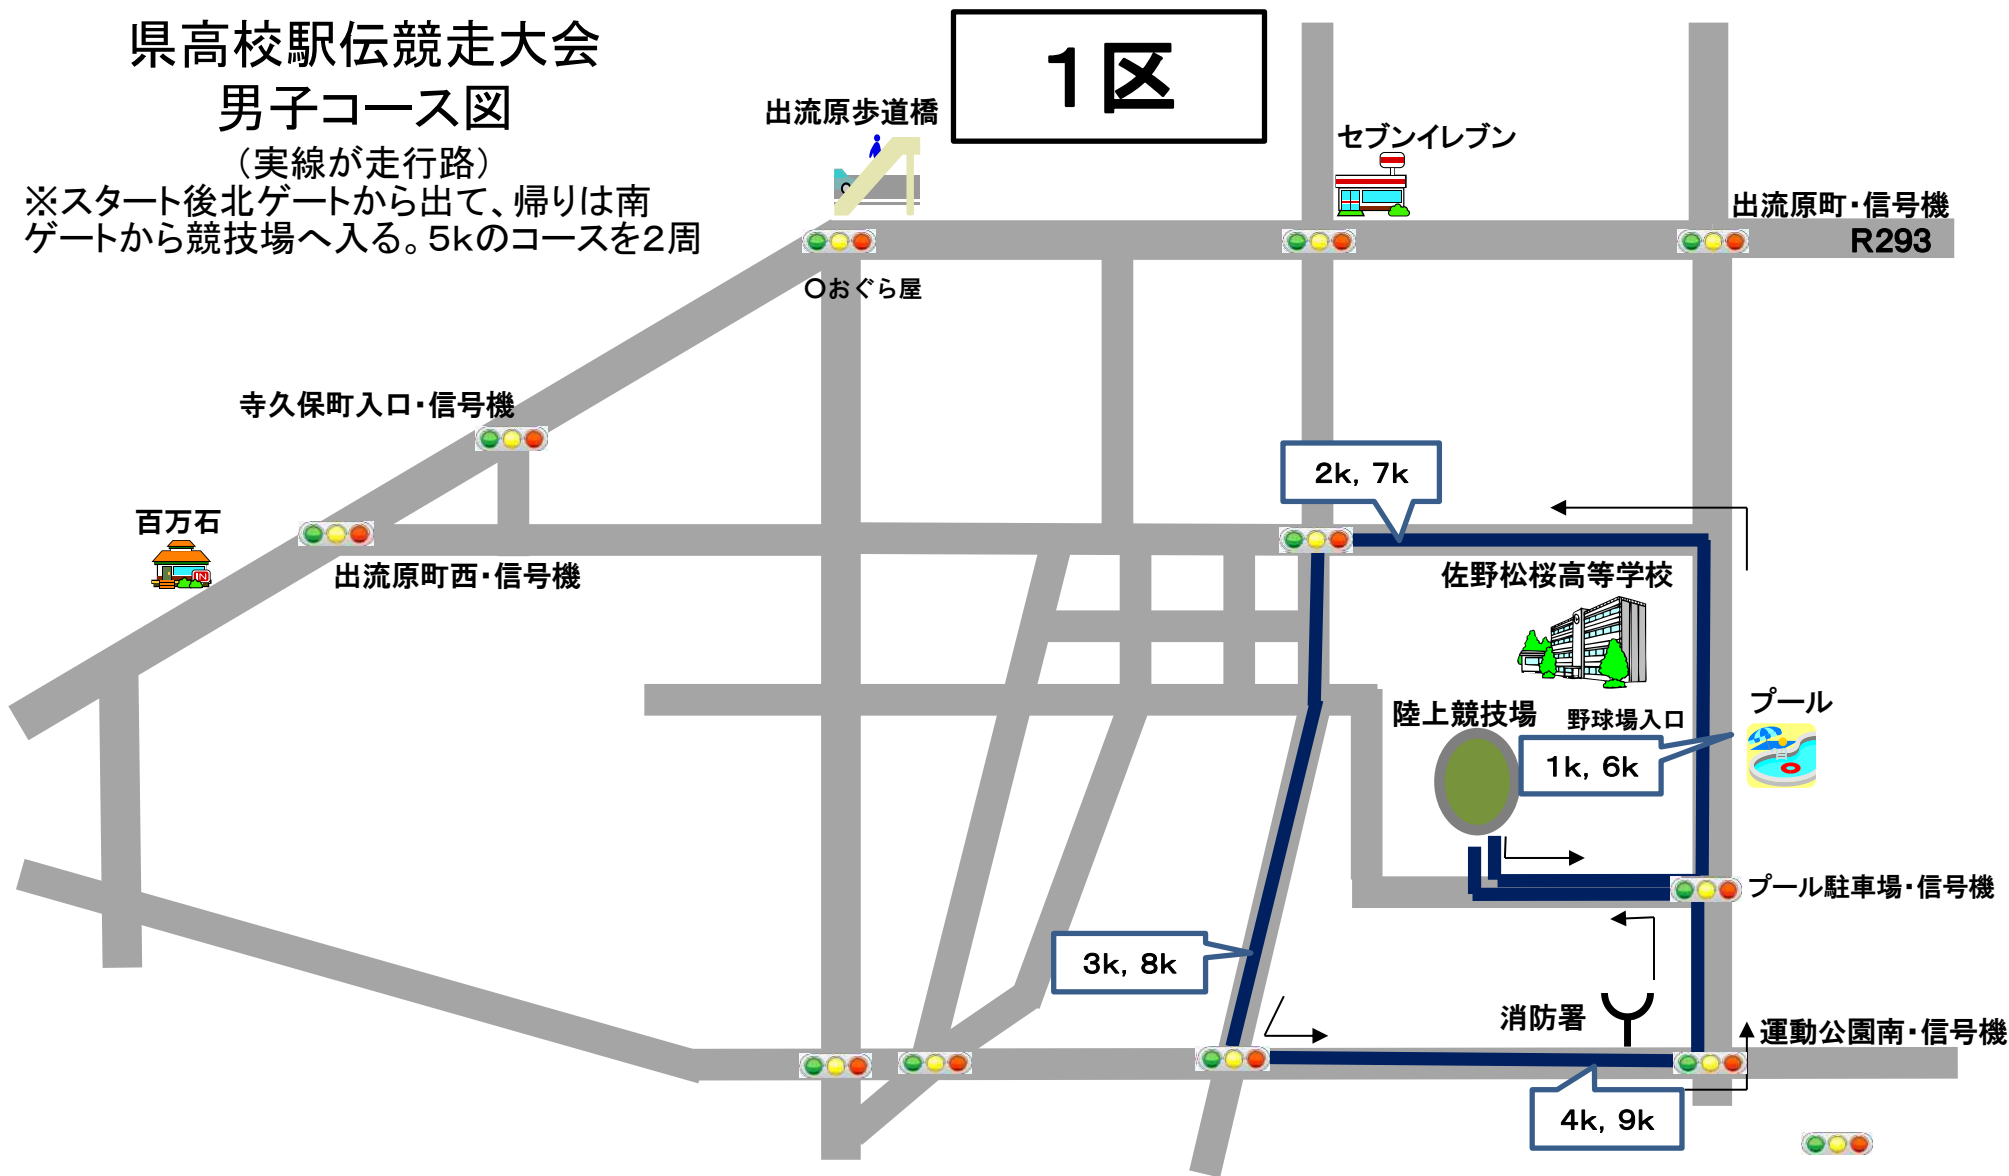 県高校駅伝競走大会
男子コース図
（実線が走行路）
※スタート後北ゲートから出て、帰りは南
ゲートから競技場へ入る。5kのコースを2周
1区
出流原歩道橋
セブンイレブン
出流原町・信号機
R293
〇おぐら屋
寺久保町入口・信号機
2k, 7k
百万石
出流原町西・信号機
佐野松桜高等学校
プール
陸上競技場
野球場入口
1k, 6k
プール駐車場・信号機
3k, 8k
消防署
運動公園南・信号機
4k, 9k